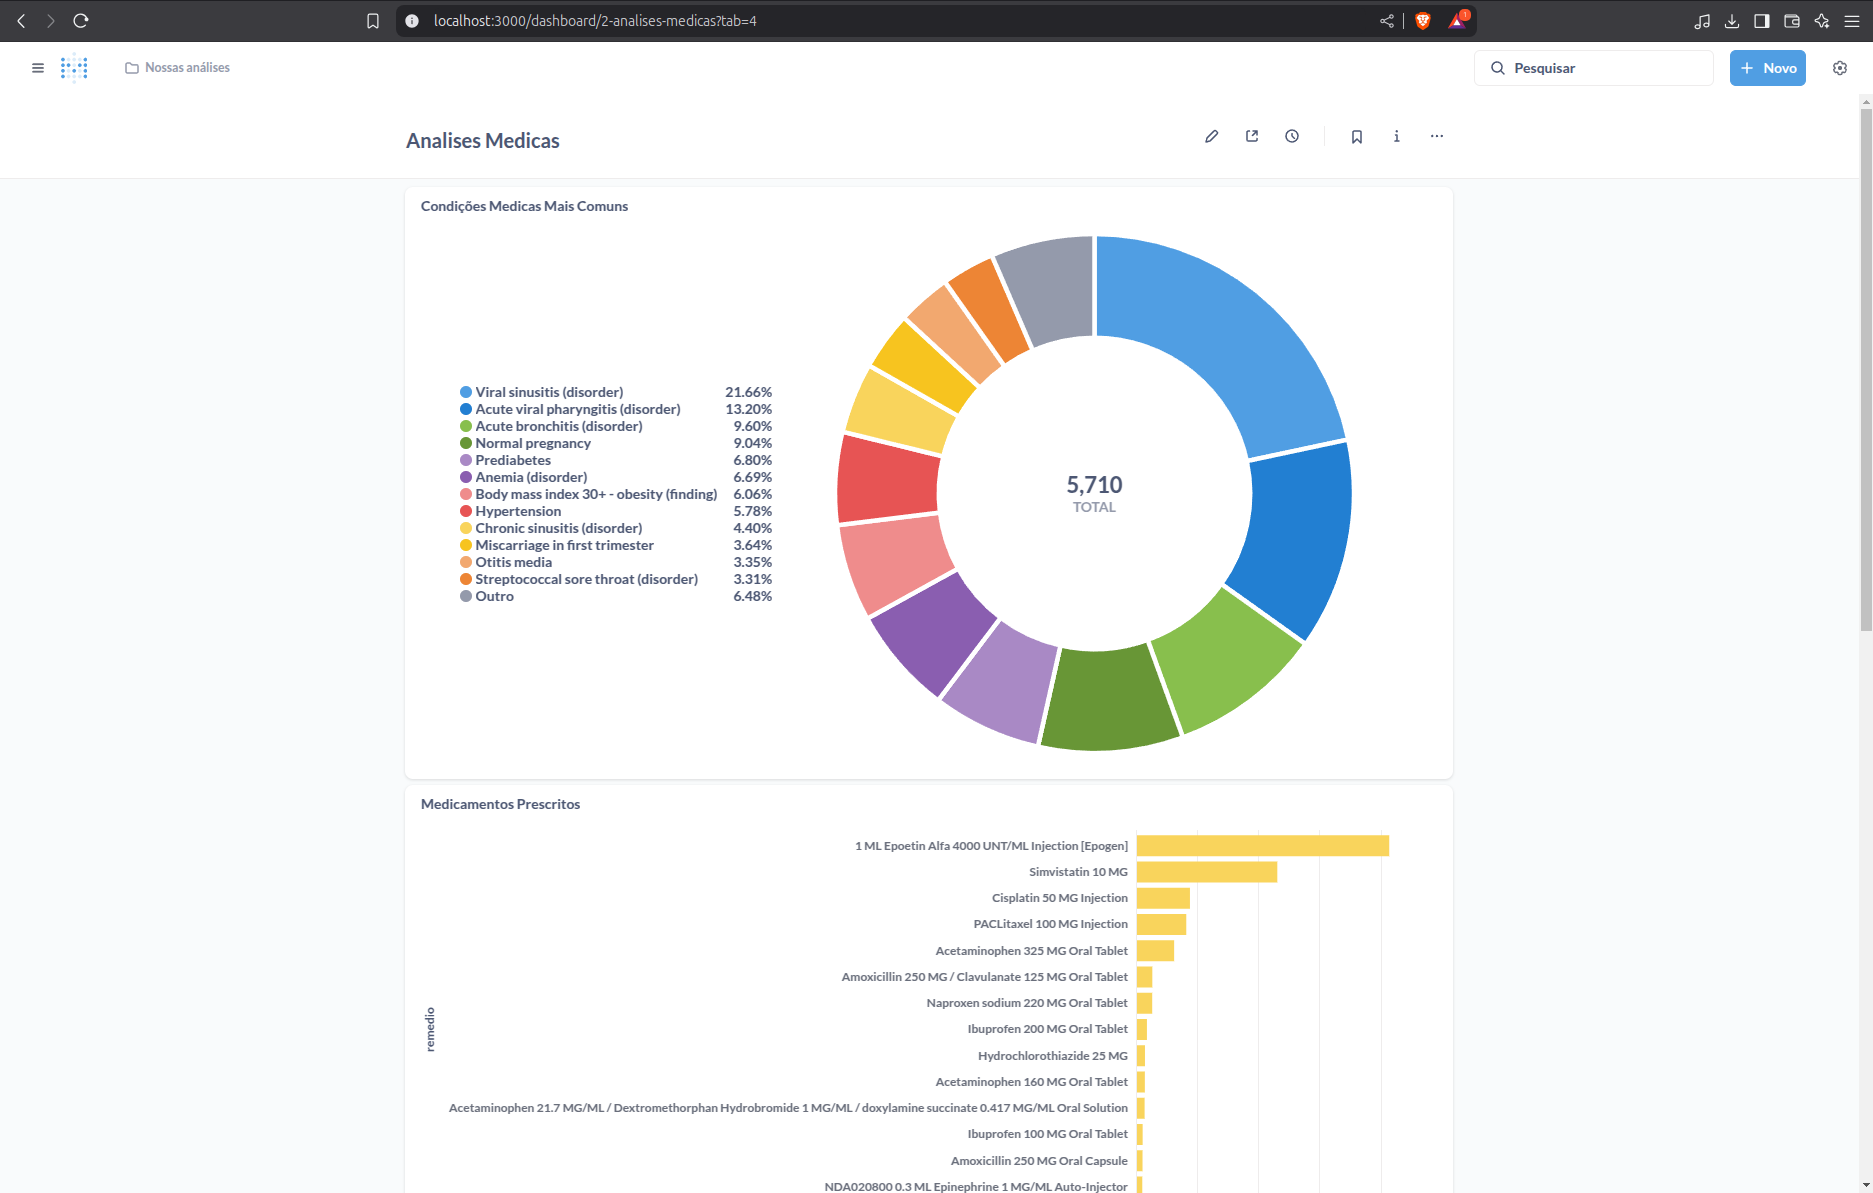 localhost:3000/dashboard/2-analises-medicas?tab=4
1
Nossas análises
Pesquisar
Novo
Analises Medicas
Condições Medicas Mais Comuns
Viral sinusitis (disorder) 21.66%
Acute viral pharyngitis (disorder) 13.20%
Acute bronchitis (disorder) 9.60%
Normal pregnancy 9.04%
Prediabetes 6.80%
Anemia (disorder) 6.69%
Body mass index 30+ - obesity (finding) 6.06%
Hypertension 5.78%
Chronic sinusitis (disorder) 4.40%
Miscarriage in first trimester 3.64%
Otitis media 3.35%
Streptococcal sore throat (disorder) 3.31%
Outro 6.48%
5,710
TOTAL
Medicamentos Prescritos
remedio
1 ML Epoetin Alfa 4000 UNT/ML Injection [Epogen]
Simvistatin 10 MG
Cisplatin 50 MG Injection
PACLitaxel 100 MG Injection
Acetaminophen 325 MG Oral Tablet
Amoxicillin 250 MG / Clavulanate 125 MG Oral Tablet
Naproxen sodium 220 MG Oral Tablet
Ibuprofen 200 MG Oral Tablet
Hydrochlorothiazide 25 MG
Acetaminophen 160 MG Oral Tablet
Acetaminophen 21.7 MG/ML / Dextromethorphan Hydrobromide 1 MG/ML / doxylamine succinate 0.417 MG/ML Oral Solution
Ibuprofen 100 MG Oral Tablet
Amoxicillin 250 MG Oral Capsule
NDA020800 0.3 ML Epinephrine 1 MG/ML Auto-Injector